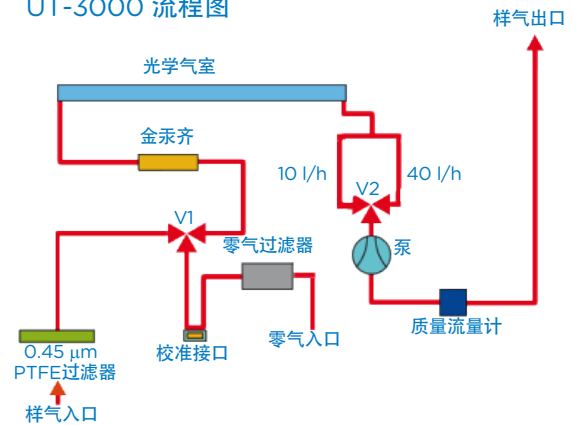 UT-3000 流程图
样气出口
光学气室
金汞齐
10 l/h
40 l/h
V2
V1
零气过滤器
泵
质量流量计
零气入口
校准接口
0.45 μm
PTFE过滤器
样气入口